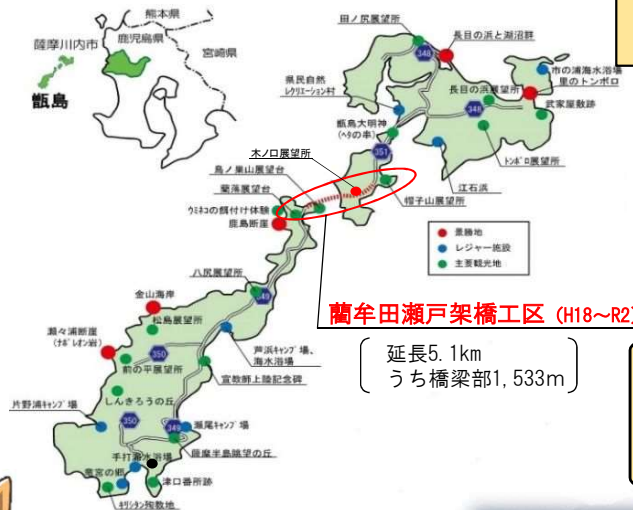 熊本県
鹿児島県
薩摩川内市
宮崎県
甑島
田ノ尻展望所
長目の浜と湖沼群
348
市の浦海水浴場
里のトンボロ
県民自然
レクリエーション村
長目の浜展望所
武家屋敷跡
348
甑島大明神
(ヘタの串)
351
木ノ口展望所
トンボロ展望所
鳥ノ巣山展望台
江石浜
藺落展望台
帽子山展望所
ウミネコの餌付け体験
鹿島断崖
景勝地
レジャー施設
主要観光地
八尻展望所
349
藺牟田瀬戸架橋工区 (H18～R2)
金山海岸
松島展望所
延長5.1km
うち橋梁部1,533m
瀬々浦断崖
(ナポレオン岩)
350
芦浜キャンプ場、
海水浴場
前の平展望所
宣教師上陸記念碑
しんきろうの丘
片野浦キャンプ場
350
349
瀬尾キャンプ場
薩摩半島眺望の丘
手打海水浴場
竜宮の郷
津口番所跡
キリシタン殉教地